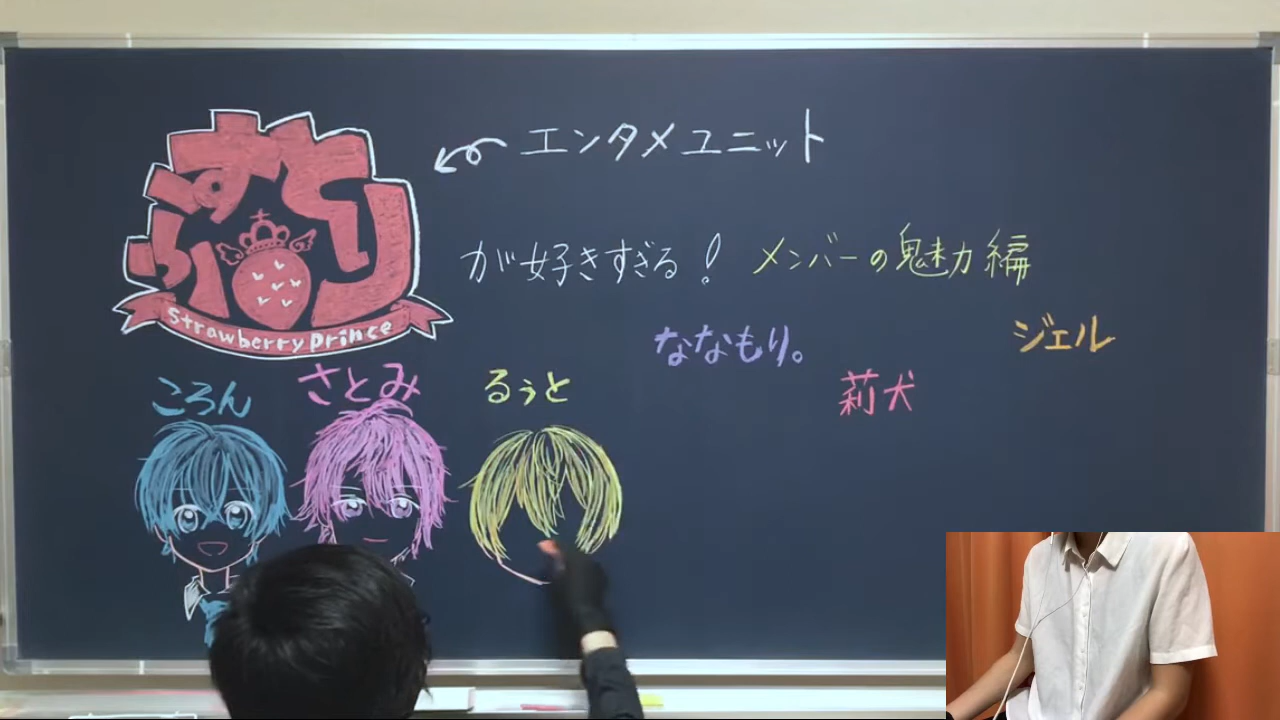 すとぷり
Strawberry Prince
エンタメユニット
が好きすぎる！ メンバーの魅力編
ななもり。
ジェル
莉犬
ころん
さとみ
るぅと